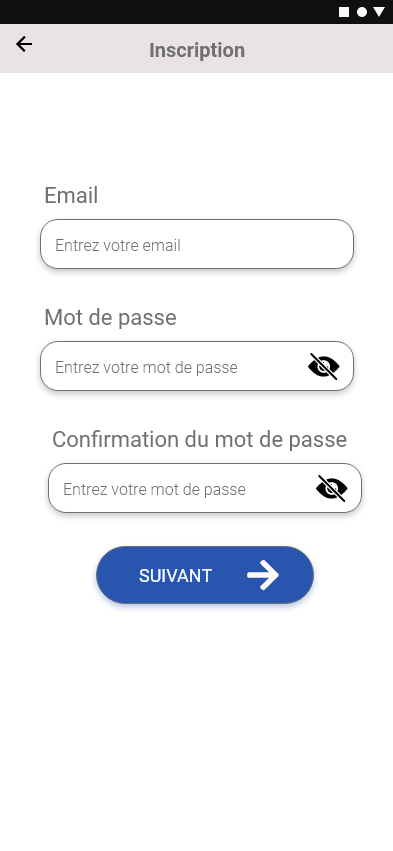 Inscription
Email
Entrez votre email
Mot de passe
Entrez votre mot de passe
Confirmation du mot de passe
Entrez votre mot de passe
SUIVANT